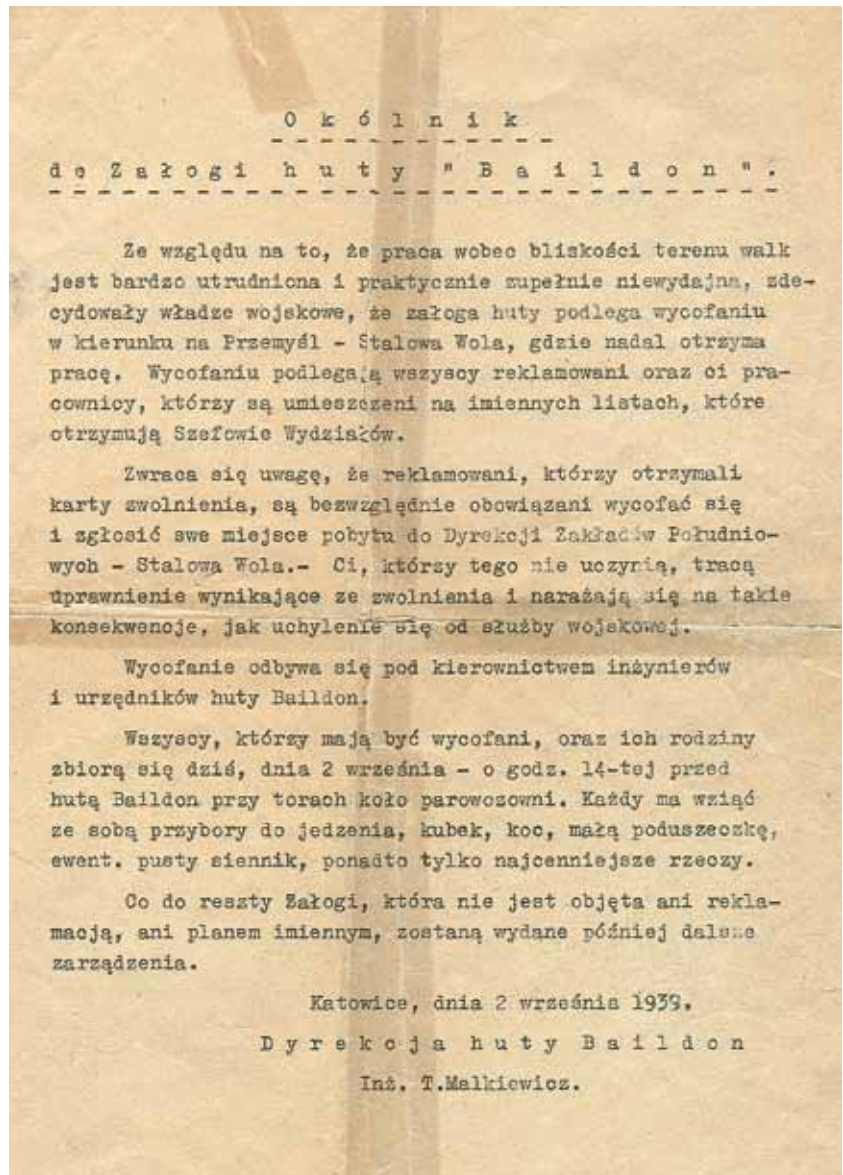 O k ó l n i k
do Z a ł o g i h u t y " B a i l d o n ".
Ze względu na to, że praca wobec bliskości terenu walk
jest bardzo utrudniona i praktycznie zupełnie niewydajna, zde-
cydowały władze wojskowe, że załoga huty podlega wycofaniu
w kierunku na Przemyśl - Stalowa Wola, gdzie nadal otrzyma
pracę. Wycofaniu podlegają wszyscy reklamowani oraz ci pra-
cownicy, którzy są umieszczeni na imiennych listach, które
otrzymują Szefowie Wydziałów.
Zwraca się uwagę, że reklamowani, którzy otrzymali
karty zwolnienia, są bezwzględnie obowiązani wycofać się
i zgłosić swe miejsce pobytu do Dyrekcji Zakładów Południo-
wych - Stalowa Wola.- Ci, którzy tego nie uczynią, tracą
uprawnienie wynikające ze zwolnienia i narażają się na takie
konsekwencje, jak uchylenie się od służby wojskowej.
Wycofanie odbywa się pod kierownictwem inżynierów
i urzędników huty Baildon.
Wszyscy, którzy mają być wycofani, oraz ich rodziny
zbiorą się dziś, dnia 2 września - o godz. 14-tej przed
hutą Baildon przy torach koło parowozowni. Każdy ma wziąć
ze sobą przybory do jedzenia, kubek, koc, małą poduszeczkę,
ewent. pusty siennik, ponadto tylko najcenniejsze rzeczy.
Co do reszty Załogi, która nie jest objęta ani rekla-
macją, ani planem imiennym, zostaną wydane później dalsze
zarządzenia.
Katowice, dnia 2 września 1939.
D y r e k c j a h u t y B a i l d o n
Inż. T.Malkiewicz.